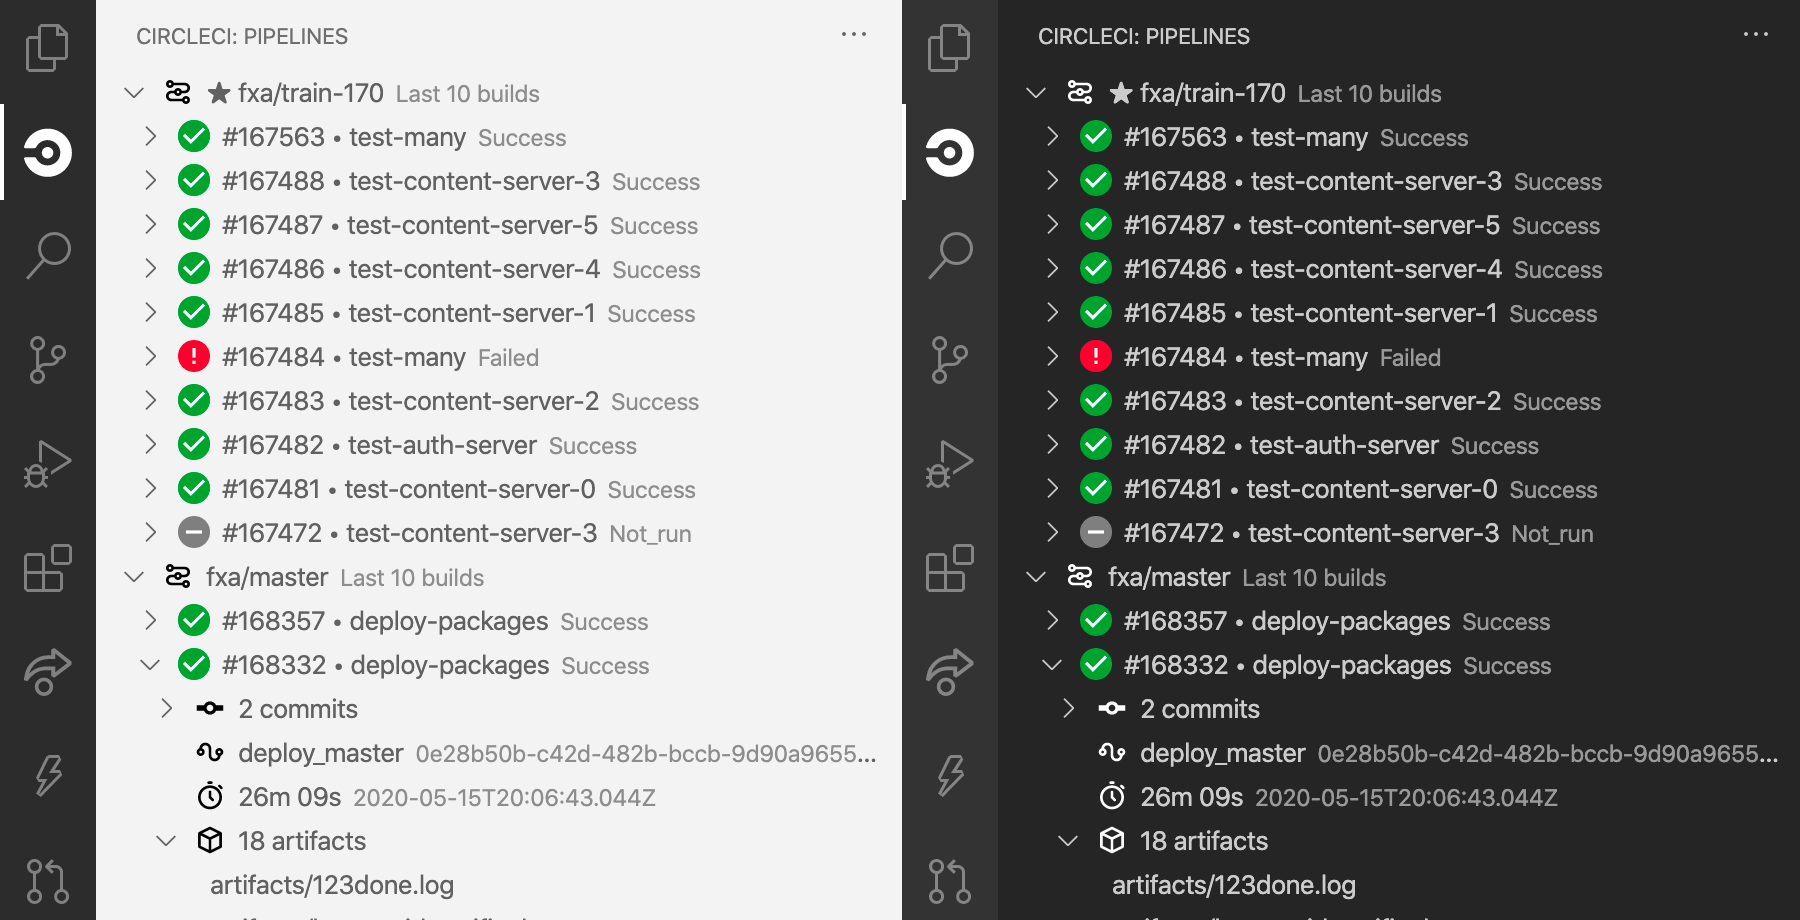 CIRCLECI: PIPELINES
★ fxa/train-170 Last 10 builds
#167563 • test-many Success
#167488 • test-content-server-3 Success
#167487 • test-content-server-5 Success
#167486 • test-content-server-4 Success
#167485 • test-content-server-1 Success
#167484 • test-many Failed
#167483 • test-content-server-2 Success
#167482 • test-auth-server Success
#167481 • test-content-server-0 Success
#167472 • test-content-server-3 Not_run
fxa/master Last 10 builds
#168357 • deploy-packages Success
#168332 • deploy-packages Success
2 commits
deploy_master 0e28b50b-c42d-482b-bccb-9d90a9655...
26m 09s 2020-05-15T20:06:43.044Z
18 artifacts
artifacts/123done.log
CIRCLECI: PIPELINES
★ fxa/train-170 Last 10 builds
#167563 • test-many Success
#167488 • test-content-server-3 Success
#167487 • test-content-server-5 Success
#167486 • test-content-server-4 Success
#167485 • test-content-server-1 Success
#167484 • test-many Failed
#167483 • test-content-server-2 Success
#167482 • test-auth-server Success
#167481 • test-content-server-0 Success
#167472 • test-content-server-3 Not_run
fxa/master Last 10 builds
#168357 • deploy-packages Success
#168332 • deploy-packages Success
2 commits
deploy_master 0e28b50b-c42d-482b-bccb-9d90a9655...
26m 09s 2020-05-15T20:06:43.044Z
18 artifacts
artifacts/123done.log